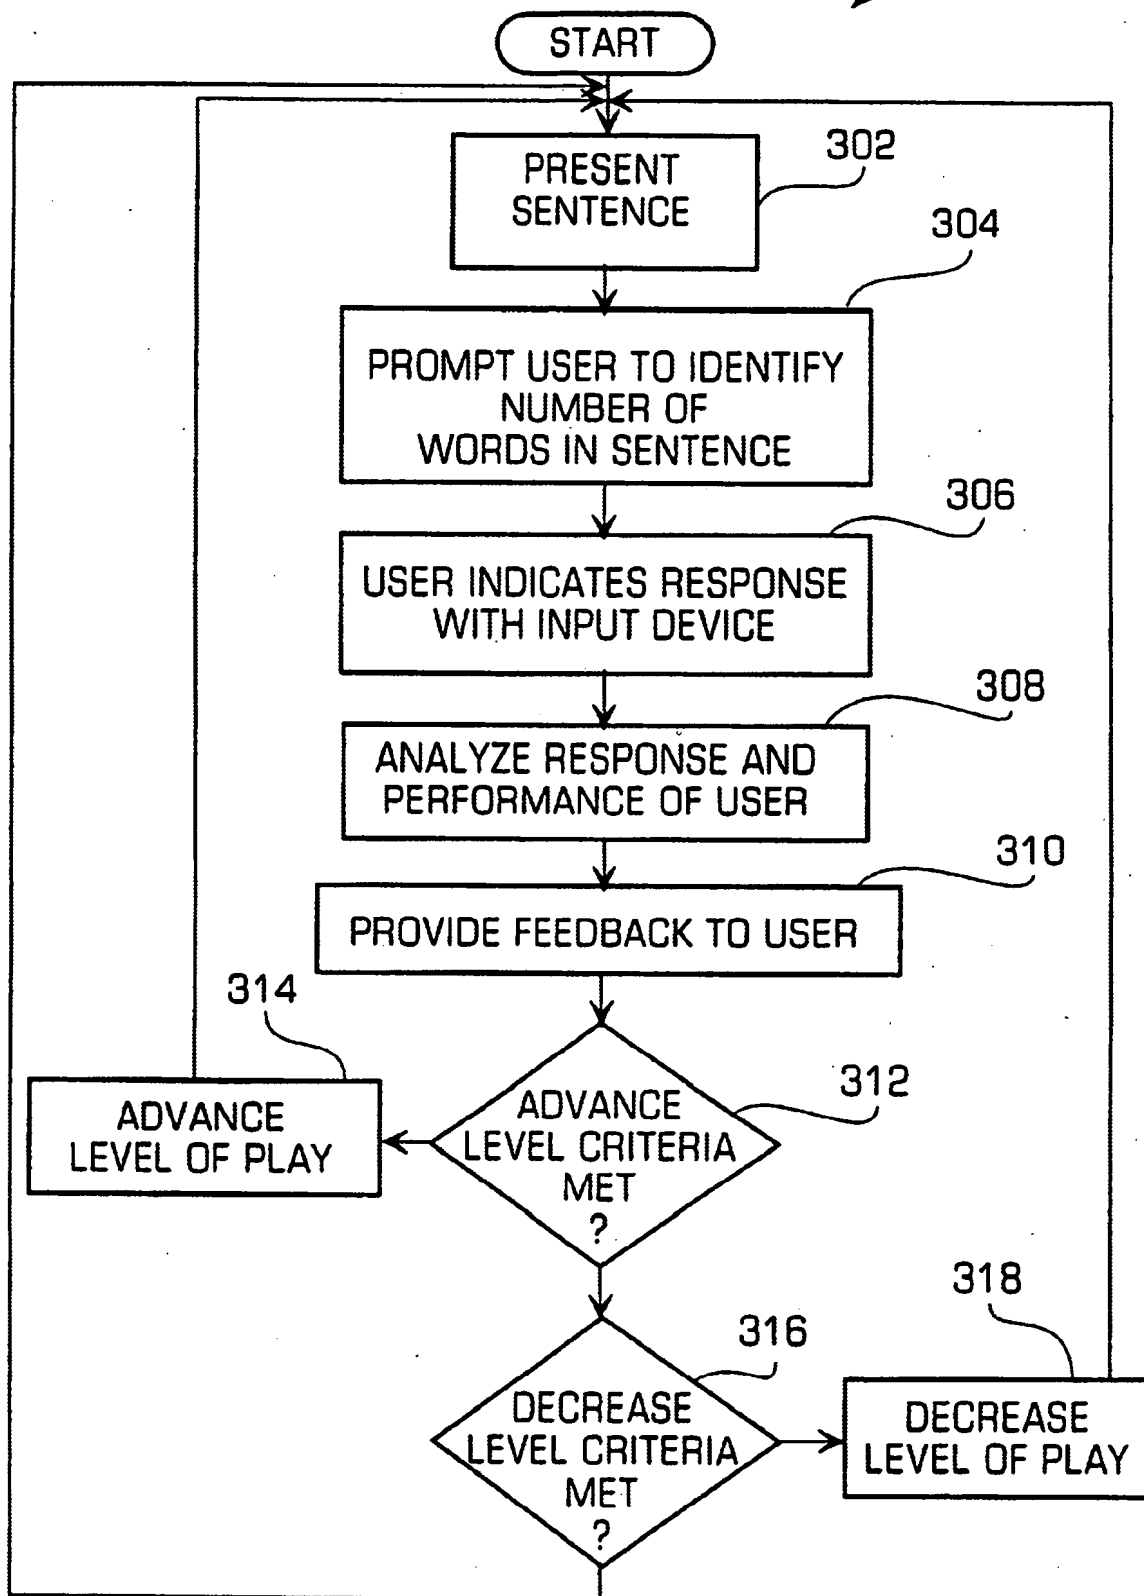 START
302
PRESENT
SENTENCE
304
PROMPT USER TO IDENTIFY
NUMBER OF
WORDS IN SENTENCE
306
USER INDICATES RESPONSE
WITH INPUT DEVICE
308
ANALYZE RESPONSE AND
PERFORMANCE OF USER
310
PROVIDE FEEDBACK TO USER
314
ADVANCE
LEVEL OF PLAY
312
ADVANCE
LEVEL CRITERIA
MET
?
316
DECREASE
LEVEL CRITERIA
MET
?
318
DECREASE
LEVEL OF PLAY